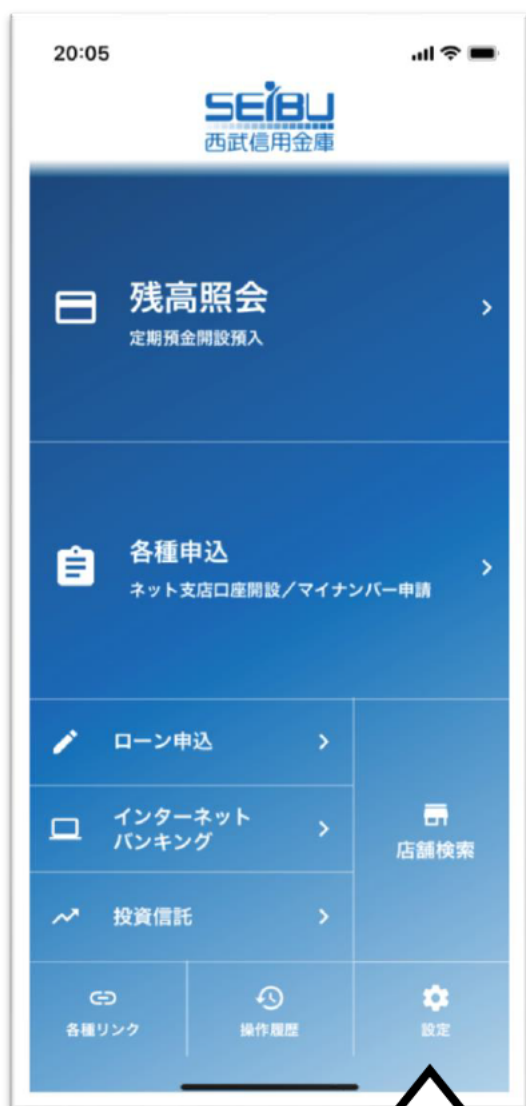 20:05
SEIBU
西武信用金庫
残高照会
定期預金開設預入
各種申込
ネット支店口座開設／マイナンバー申請
ローン申込
インターネット
バンキング
投資信託
店舗検索
各種リンク
操作履歴
設定